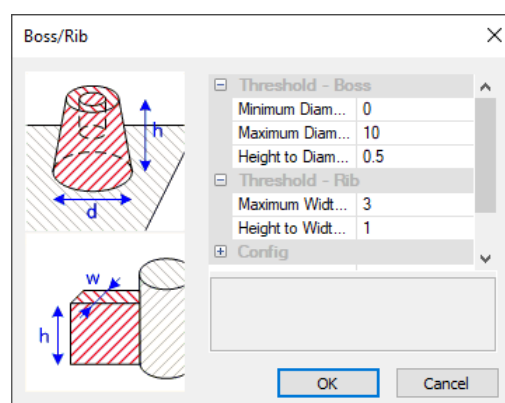 Boss/Rib
Threshold - Boss
Minimum Diam... 0
Maximum Diam... 10
Height to Diam... 0.5
Threshold - Rib
Maximum Widt... 3
Height to Widt... 1
Config
h
d
w
h
OK Cancel